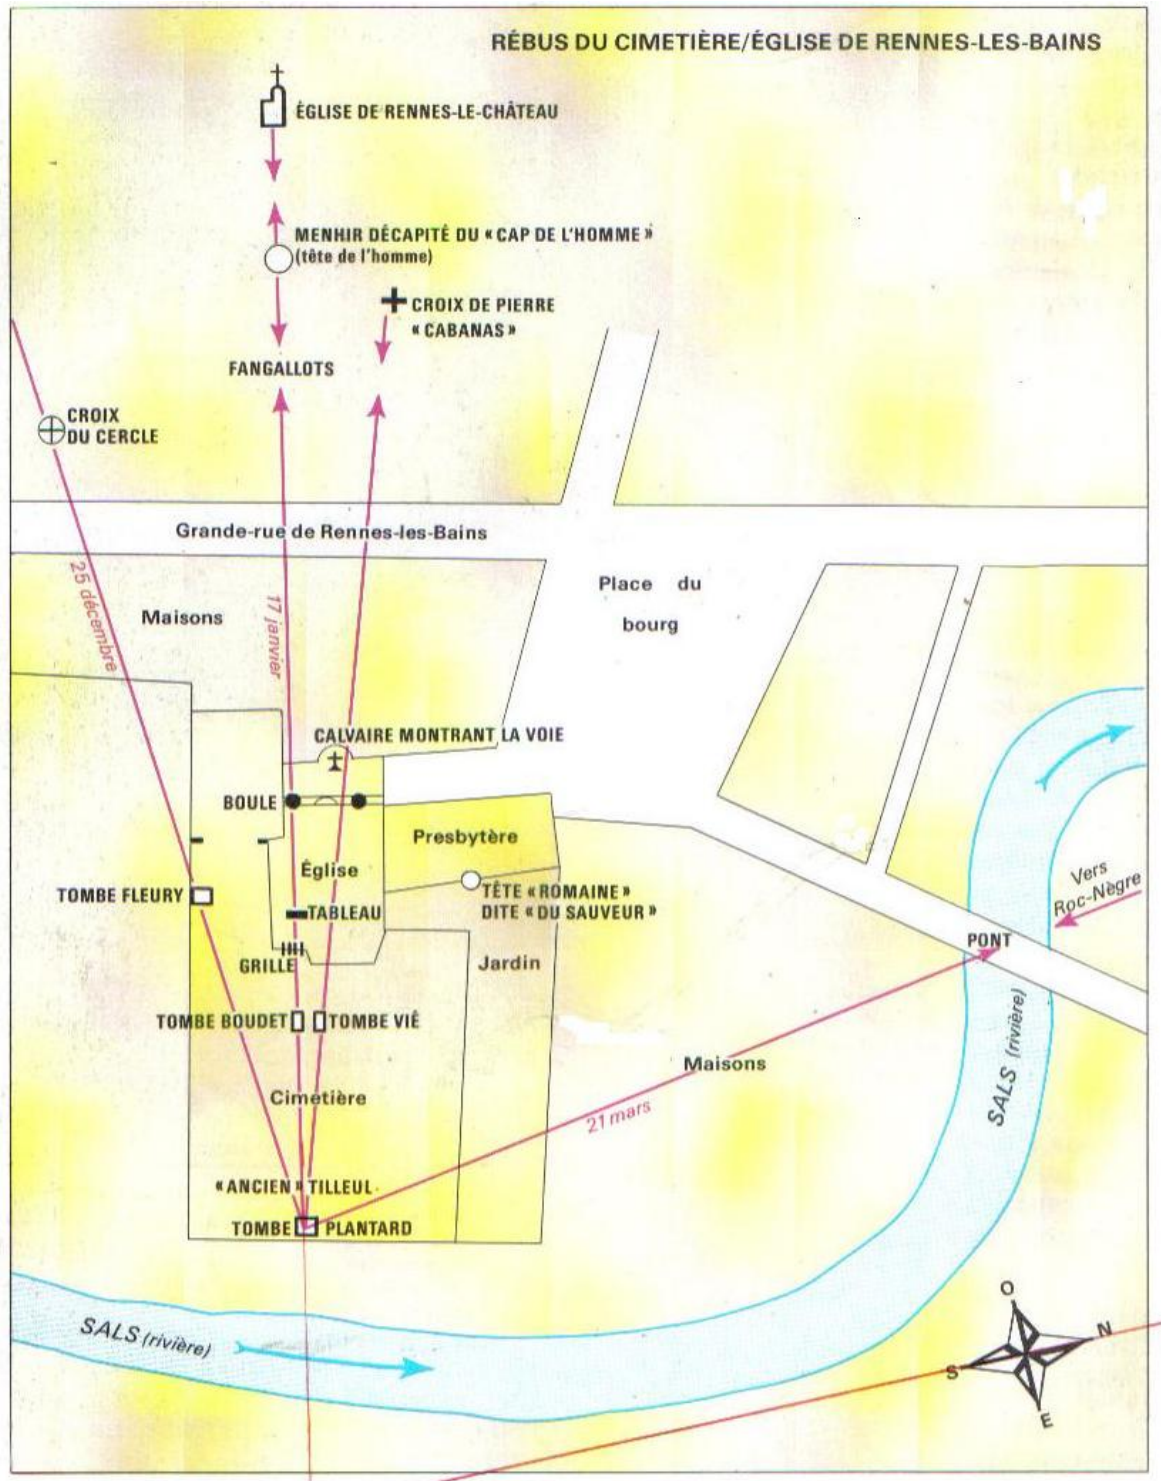 RÉBUS DU CIMETIÈRE/ÉGLISE DE RENNES-LES-BAINS
ÉGLISE DE RENNES-LE-CHÂTEAU
MENHIR DÉCAPITÉ DU « CAP DE L'HOMME »
(tête de l'homme)
CROIX DE PIERRE
« CABANAS »
FANGALLOTS
CROIX
DU CERCLE
Grande-rue de Rennes-les-Bains
25 décembre
17 janvier
Maisons
Place du
bourg
CALVAIRE MONTRANT LA VOIE
BOULE
Presbytère
Église
TOMBE FLEURY
TÊTE « ROMAINE »
DITE « DU SAUVEUR »
TABLEAU
Vers
Roc-Nègre
PONT
GRILLE
Jardin
TOMBE BOUDET
TOMBE VIÊ
SALS (rivière)
Maisons
Cimetière
21 mars
« ANCIEN » TILLEUL
TOMBE PLANTARD
SALS (rivière)
O
N
S
E